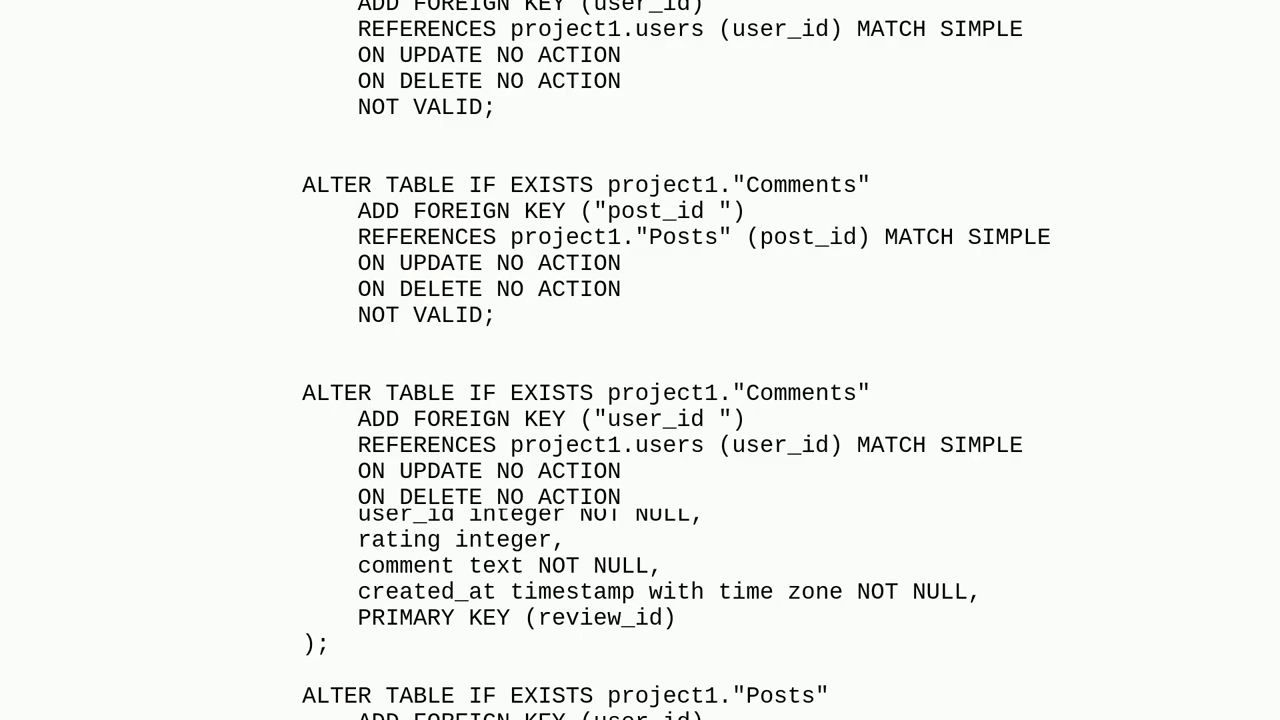 ADD FOREIGN KEY (user_id)
REFERENCES project1.users (user_id) MATCH SIMPLE
ON UPDATE NO ACTION
ON DELETE NO ACTION
NOT VALID;
ALTER TABLE IF EXISTS project1."Comments"
ADD FOREIGN KEY ("post_id ")
REFERENCES project1."Posts" (post_id) MATCH SIMPLE
ON UPDATE NO ACTION
ON DELETE NO ACTION
NOT VALID;
ALTER TABLE IF EXISTS project1."Comments"
ADD FOREIGN KEY ("user_id ")
REFERENCES project1.users (user_id) MATCH SIMPLE
ON UPDATE NO ACTION
ON DELETE NO ACTION
user_id integer NOT NULL,
rating integer,
comment text NOT NULL,
created_at timestamp with time zone NOT NULL,
PRIMARY KEY (review_id)
);
ALTER TABLE IF EXISTS project1."Posts"
ADD FOREIGN KEY (user_id)